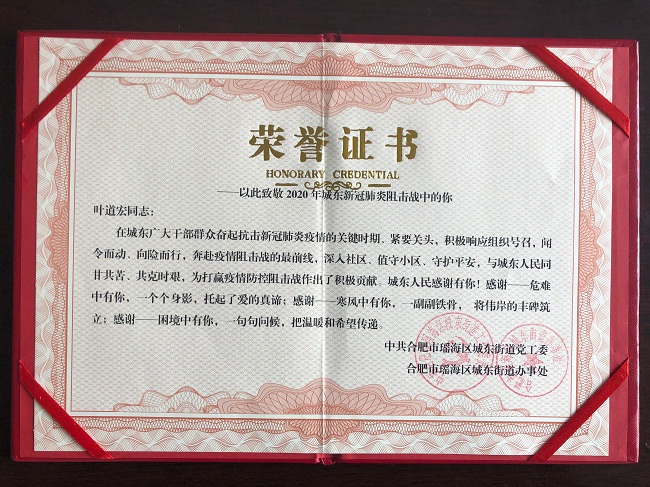 荣誉证书
HONORARY CREDENTIAL
——以此致敬2020年城东新冠肺炎阻击战中的你
叶道宏同志：
在城东广大干部群众奋起抗击新冠肺炎疫情的关键时期、紧要关头，积极响应组织号召，闻
令而动、向险而行，奔赴疫情阻击战的最前线，深入社区、值守小区、守护平安，与城东人民同
甘共苦、共克时艰，为打赢疫情防控阻击战作出了积极贡献。城东人民感谢有你！感谢——危难
中有你，一个个身影，托起了爱的真谛；感谢——寒风中有你，一副副铁骨，将伟岸的丰碑筑
立；感谢——困境中有你，一句句问候，把温暖和希望传递。
中共合肥市瑶海区城东街道党工委
合肥市瑶海区城东街道办事处